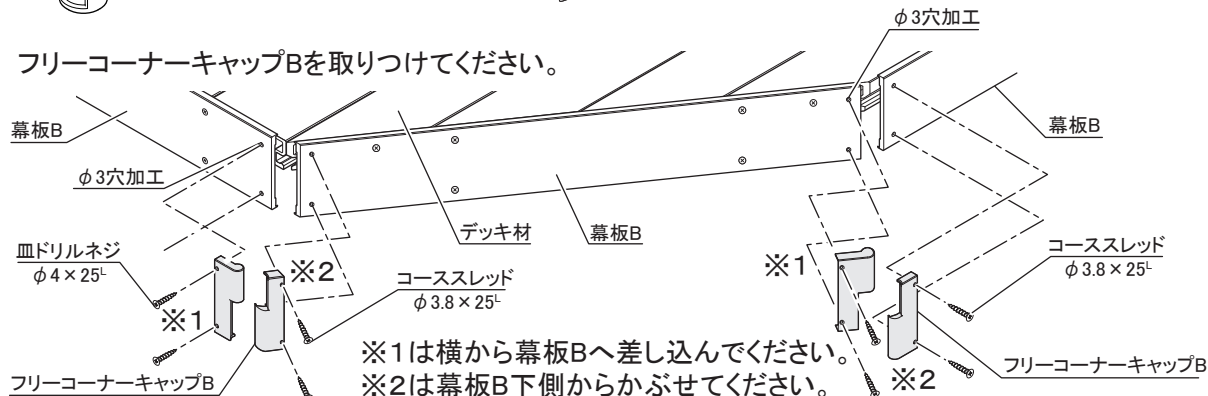 φ3穴加工
フリーコーナーキャップBを取りつけてください。
幕板B
幕板B
φ3穴加工
デッキ材
幕板B
皿ドリルネジ
φ4×25ᴸ
※2
コーススレッド
φ3.8×25ᴸ
※1
コーススレッド
φ3.8×25ᴸ
※1
※1は横から幕板Bへ差し込んでください。
※2は幕板B下側からかぶせてください。
フリーコーナーキャップB
※2
フリーコーナーキャップB